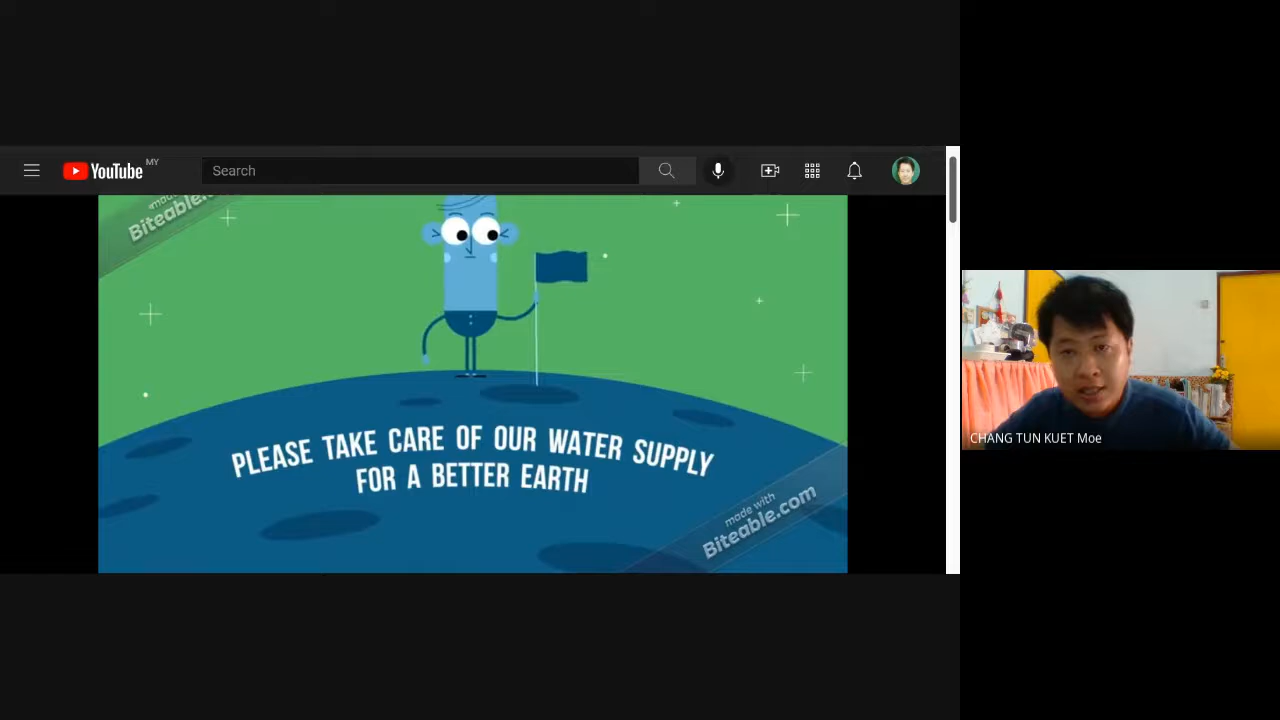 YouTube MY
Search
made
Biteable.c
PLEASE TAKE CARE OF OUR WATER SUPPLY
FOR A BETTER EARTH
made with
Biteable.com
CHANG TUN KUET Moe